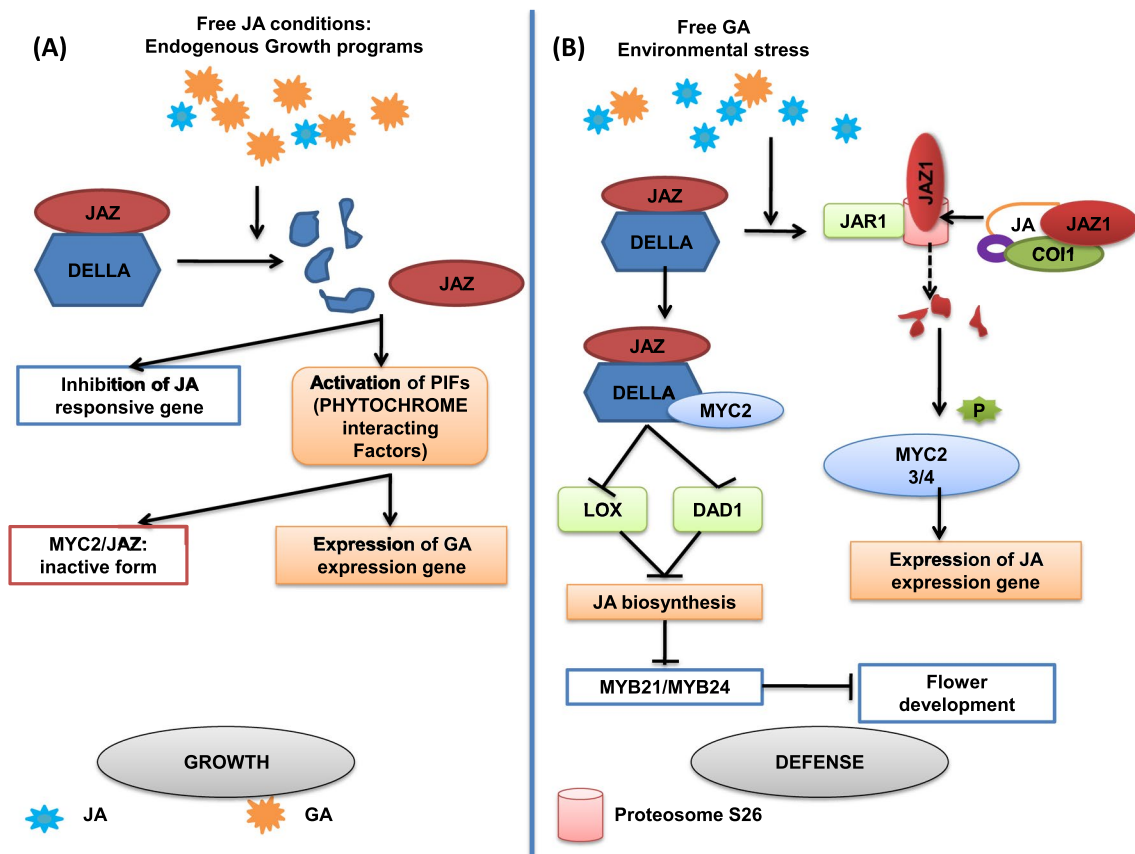 (A)
Free JA conditions:
Endogenous Growth programs
JAZ
DELLA
JAZ
Inhibition of JA
responsive gene
Activation of PIFs
(PHYTOCHROME
interacting
Factors)
MYC2/JAZ:
inactive form
Expression of GA
expression gene
GROWTH
JA
GA
(B)
Free GA
Environmental stress
JAZ
DELLA
JAR1
JAZ1
JA
JAZ1
COI1
JAZ
DELLA
MYC2
P
MYC2
3/4
LOX
DAD1
Expression of JA
expression gene
JA biosynthesis
MYB21/MYB24
Flower
development
DEFENSE
Proteosome S26